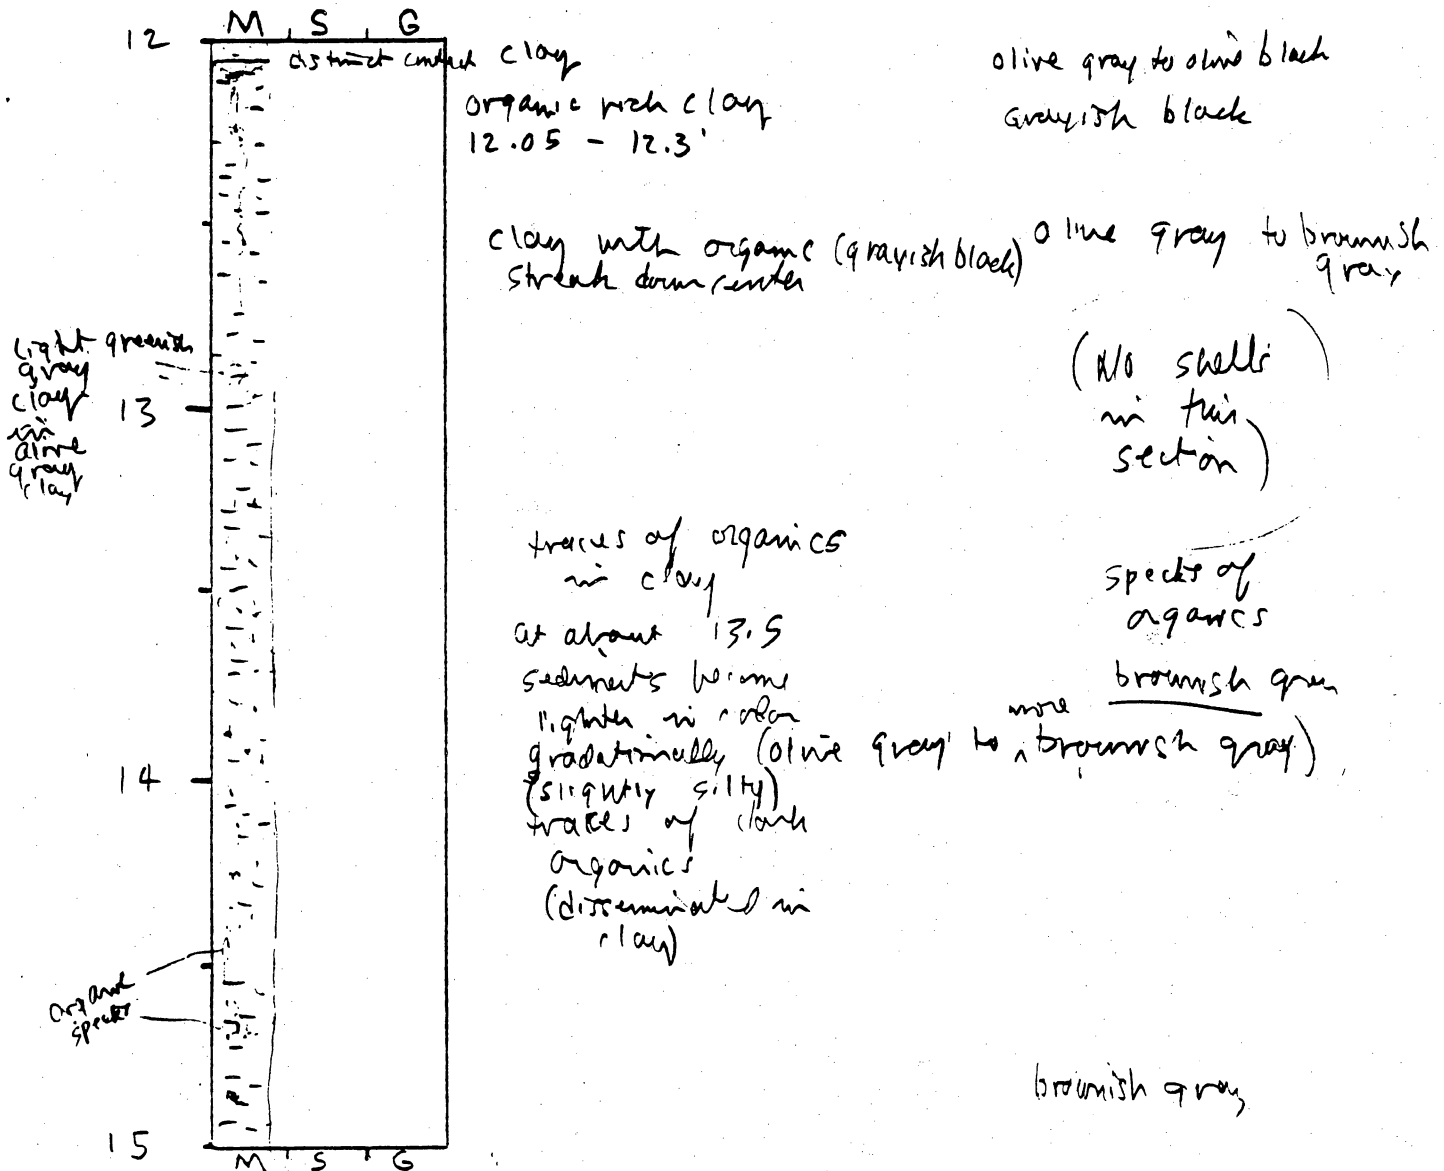 M S G
12
distinct contact clay
olive gray to olive black
organic rich clay
grayish black
12.05 - 12.3'
clay with organic (grayish black)
streak down center
olive gray to brownish
gray
light greenish
gray
clay
in
olive
gray
clay
13
(No shells
in this
section)
traces of organics
in clay
specks of
organics
at about 13.5
sediments become
lighter in color
gradationally (olive gray to more brownish gray)
brownish gray
(slightly silty)
14
traces of dark
organics
(disseminated in
clay)
organic
specks
brownish gray
15
M S G